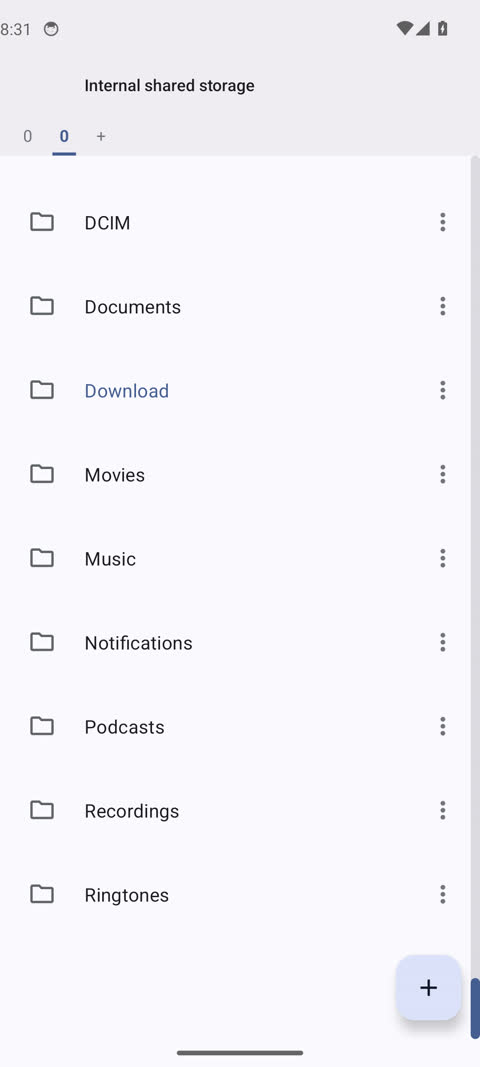 8:31
Internal shared storage
0 0 +
DCIM
Documents
Download
Movies
Music
Notifications
Podcasts
Recordings
Ringtones
+